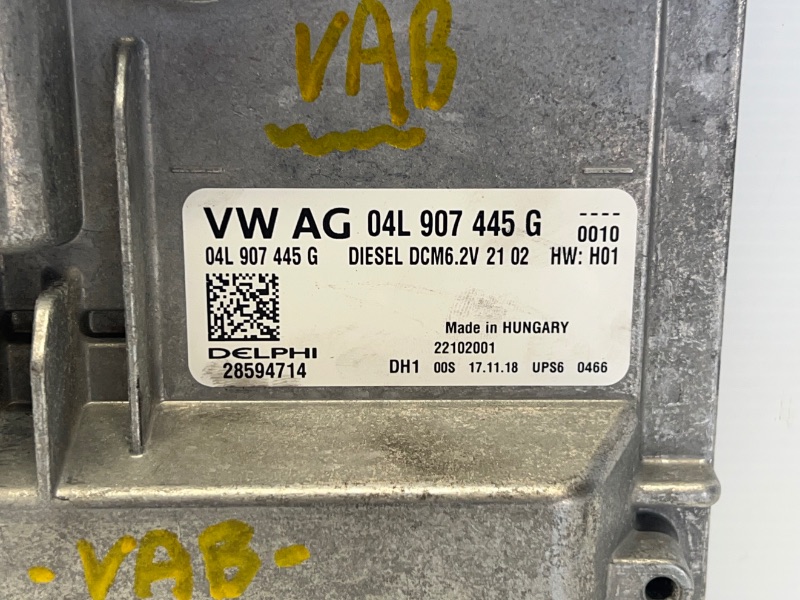 VAB
VW AG 04L 907 445 G ----
0010
04L 907 445 G DIESEL DCM6.2V 21 02 HW: H01
Made in HUNGARY
22102001
DELPHI
28594714
DH1 00S 17.11.18 UPS6 0466
-VAB-